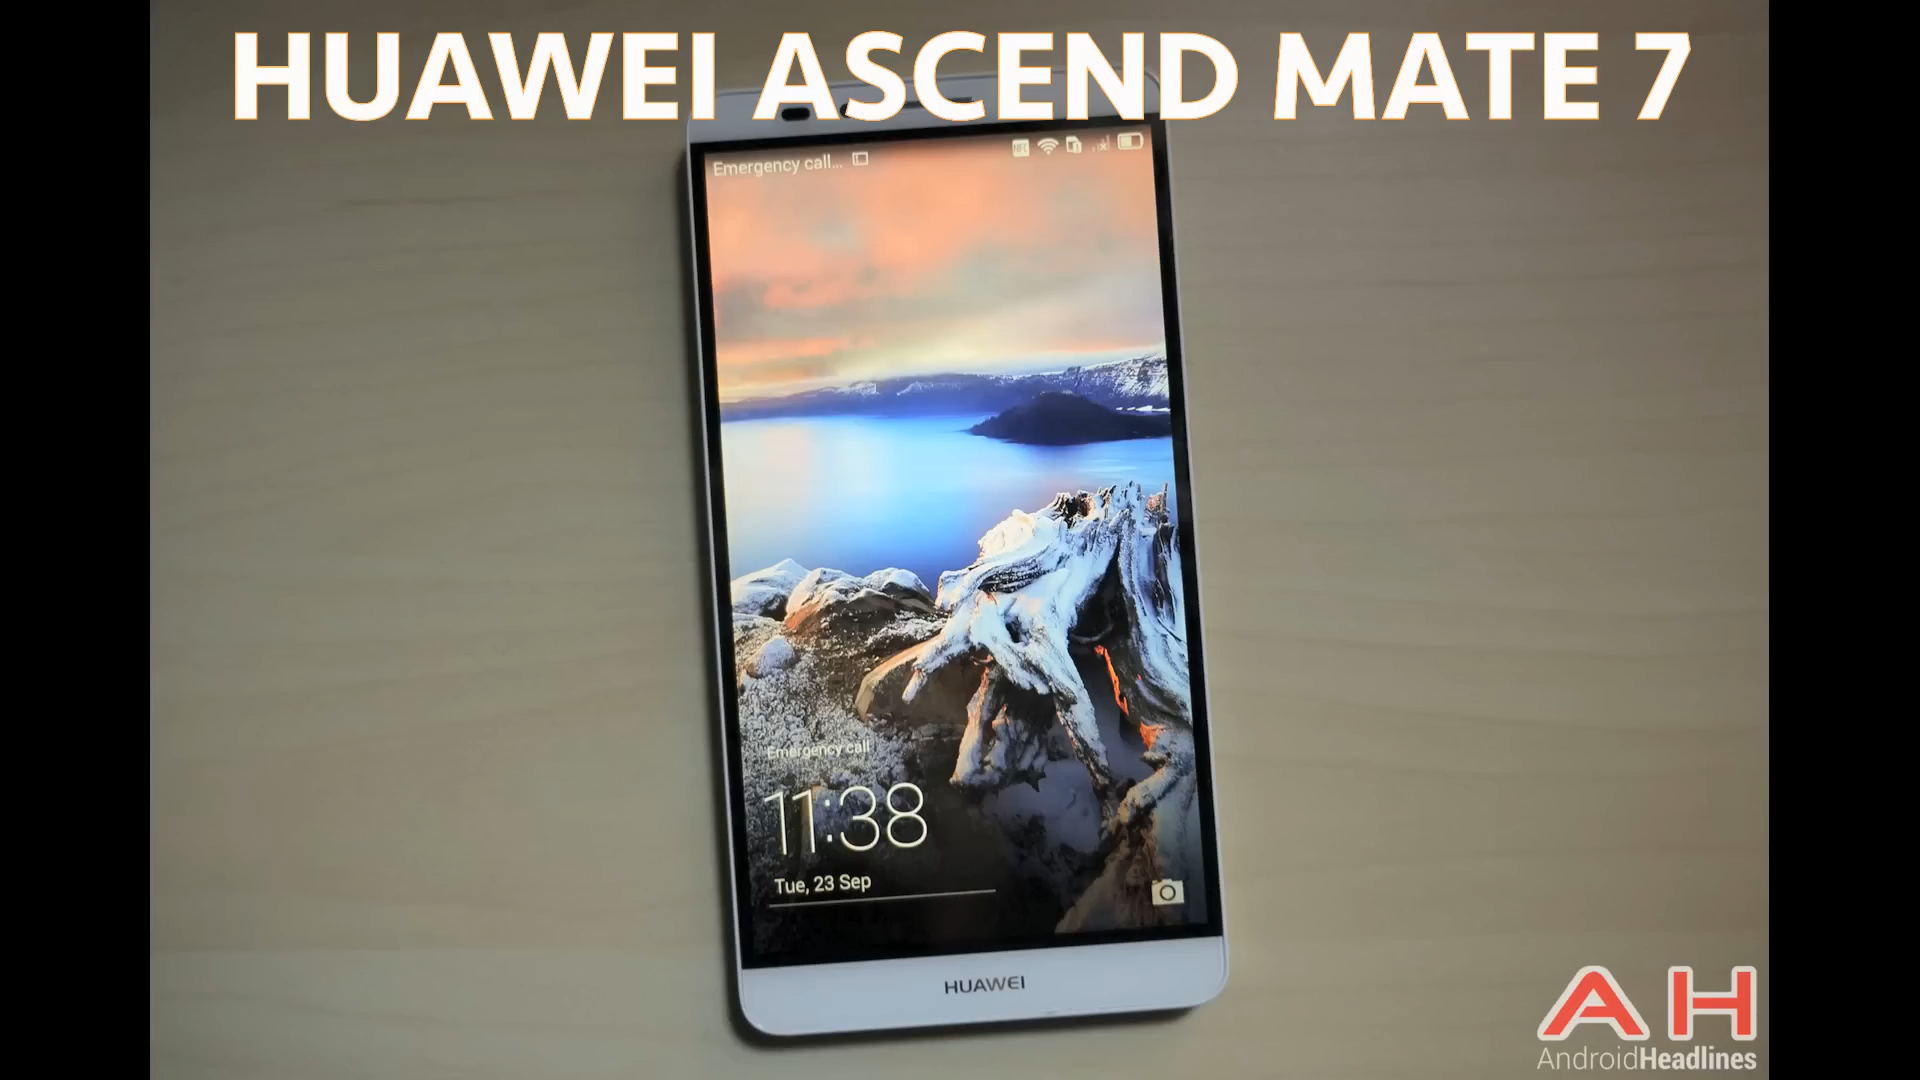 HUAWEI ASCEND MATE 7
Emergency call...
Emergency call
11:38
Tue, 23 Sep
HUAWEI
AH
AndroidHeadlines